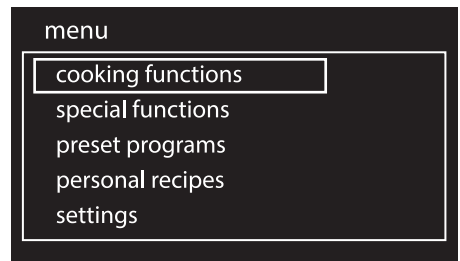 menu
cooking functions
special functions
preset programs
personal recipes
settings